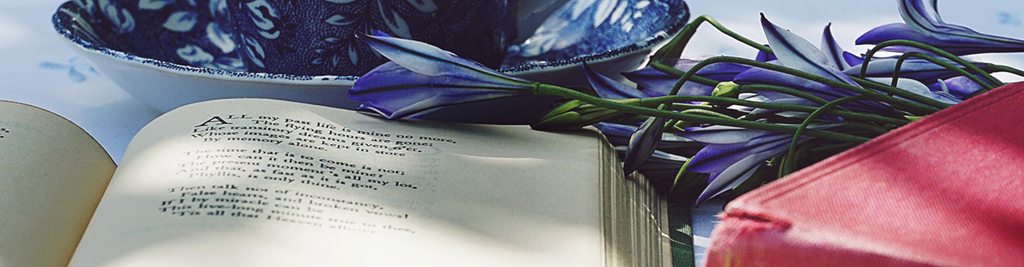 ALL my past life is mine no more,
The flying hours are gone:
Like transitory dreams given o'er,
Whose images are kept in store
By memory alone.
The time that is to come is not;
How can it then be mine?
The present moment's all my lot;
And that, as fast as it is got,
Phyllis, is only
Then talk not of inconstancy,
False hearts, and broken vows!
If I by miracle can be
This live-long minute true to thee,
'Tis all that Heaven allows.